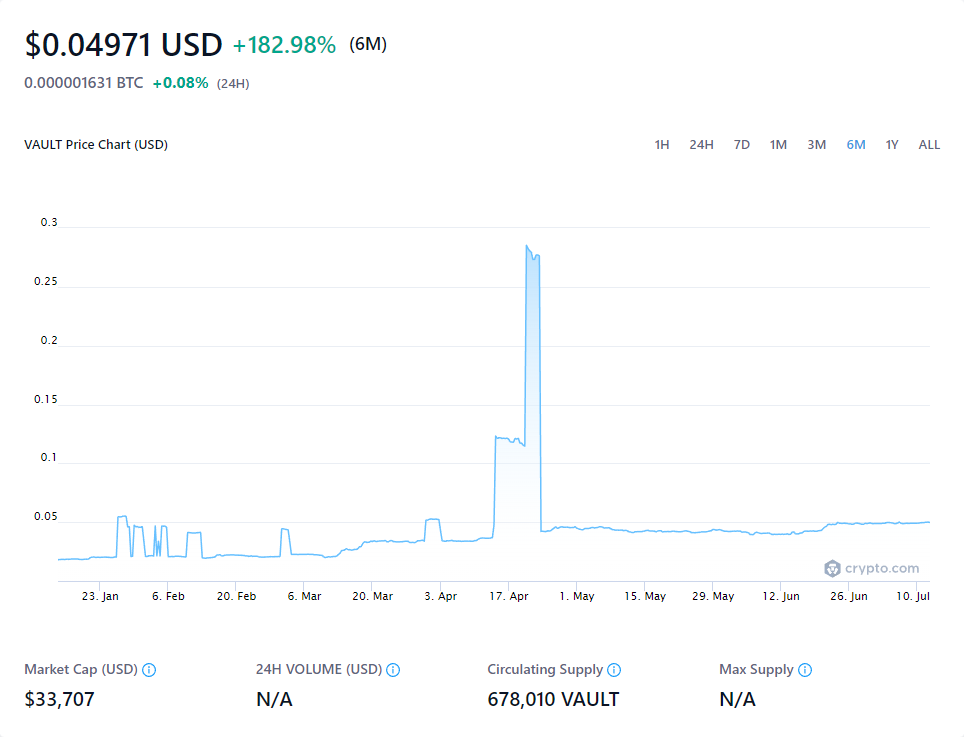 $0.04971 USD +182.98% (6M)
0.000001631 BTC +0.08% (24H)
VAULT Price Chart (USD) 1H 24H 7D 1M 3M 6M 1Y ALL
0.3
0.25
0.2
0.15
0.1
0.05
crypto.com
23. Jan 6. Feb 20. Feb 6. Mar 20. Mar 3. Apr 17. Apr 1. May 15. May 29. May 12. Jun 26. Jun 10. Jul
Market Cap (USD) 24H VOLUME (USD) Circulating Supply Max Supply
$33,707 N/A 678,010 VAULT N/A